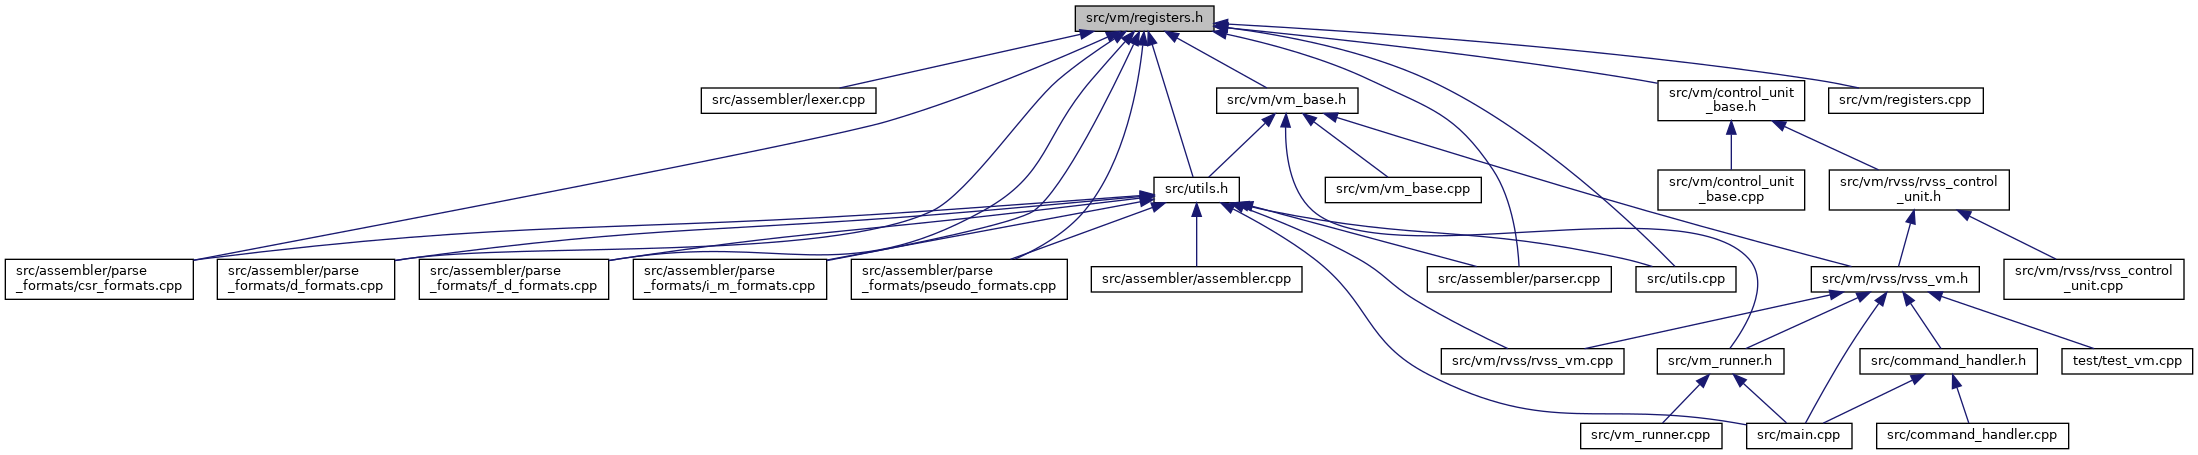 src/vm/registers.h
src/assembler/lexer.cpp
src/vm/vm_base.h
src/vm/control_unit
_base.h
src/vm/registers.cpp
src/utils.h
src/vm/vm_base.cpp
src/vm/control_unit
_base.cpp
src/vm/rvss/rvss_control
_unit.h
src/assembler/parse
_formats/csr_formats.cpp
src/assembler/parse
_formats/d_formats.cpp
src/assembler/parse
_formats/f_d_formats.cpp
src/assembler/parse
_formats/i_m_formats.cpp
src/assembler/parse
_formats/pseudo_formats.cpp
src/assembler/assembler.cpp
src/assembler/parser.cpp
src/utils.cpp
src/vm/rvss/rvss_vm.h
src/vm/rvss/rvss_control
_unit.cpp
src/vm/rvss/rvss_vm.cpp
src/vm_runner.h
src/command_handler.h
test/test_vm.cpp
src/vm_runner.cpp
src/main.cpp
src/command_handler.cpp